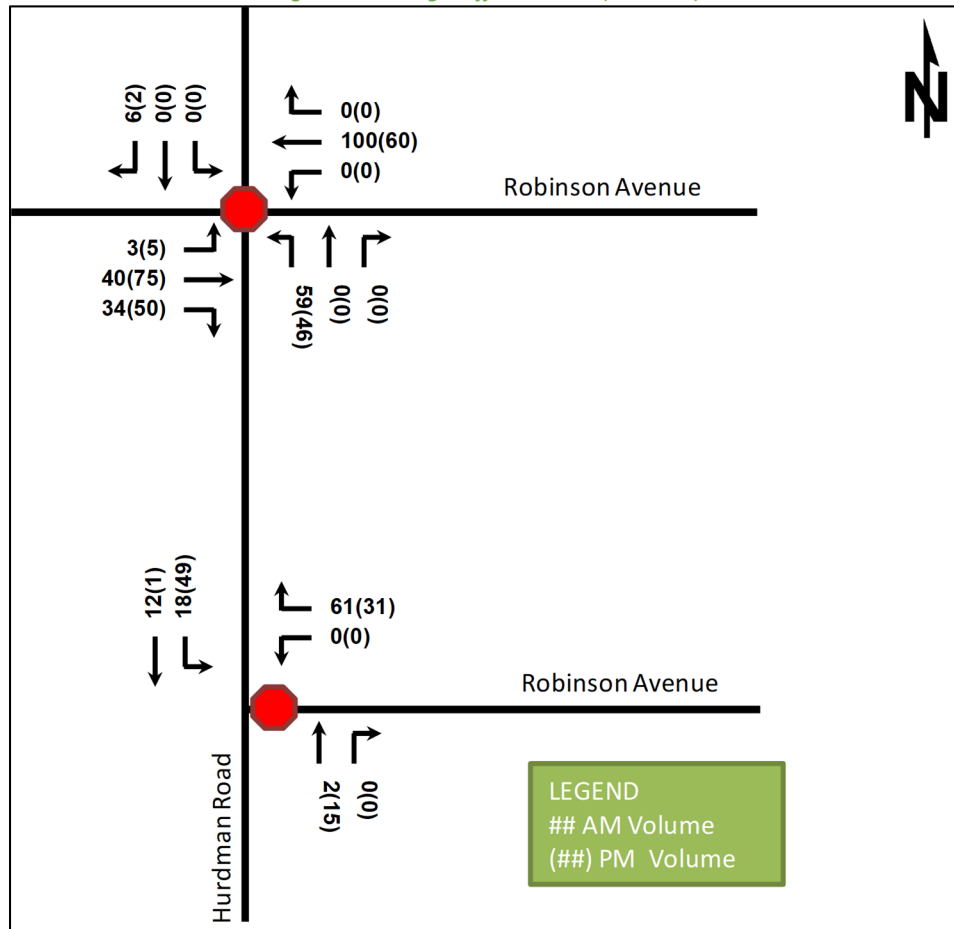 6(2)
0(0)
0(0)
0(0)
100(60)
0(0)
N
Robinson Avenue
3(5)
40(75)
34(50)
59(46)
0(0)
0(0)
12(1)
18(49)
61(31)
0(0)
Robinson Avenue
2(15)
0(0)
Hurdman Road
LEGEND
## AM Volume
(##) PM Volume